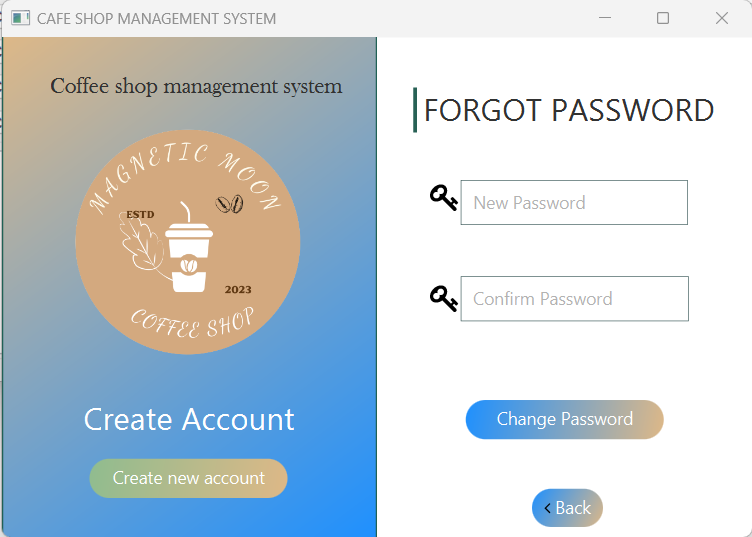 CAFE SHOP MANAGEMENT SYSTEM
Coffee shop management system
MAGNETIC MOON
ESTD
2023
COFFEE SHOP
Create Account
Create new account
FORGOT PASSWORD
New Password
Confirm Password
Change Password
Back